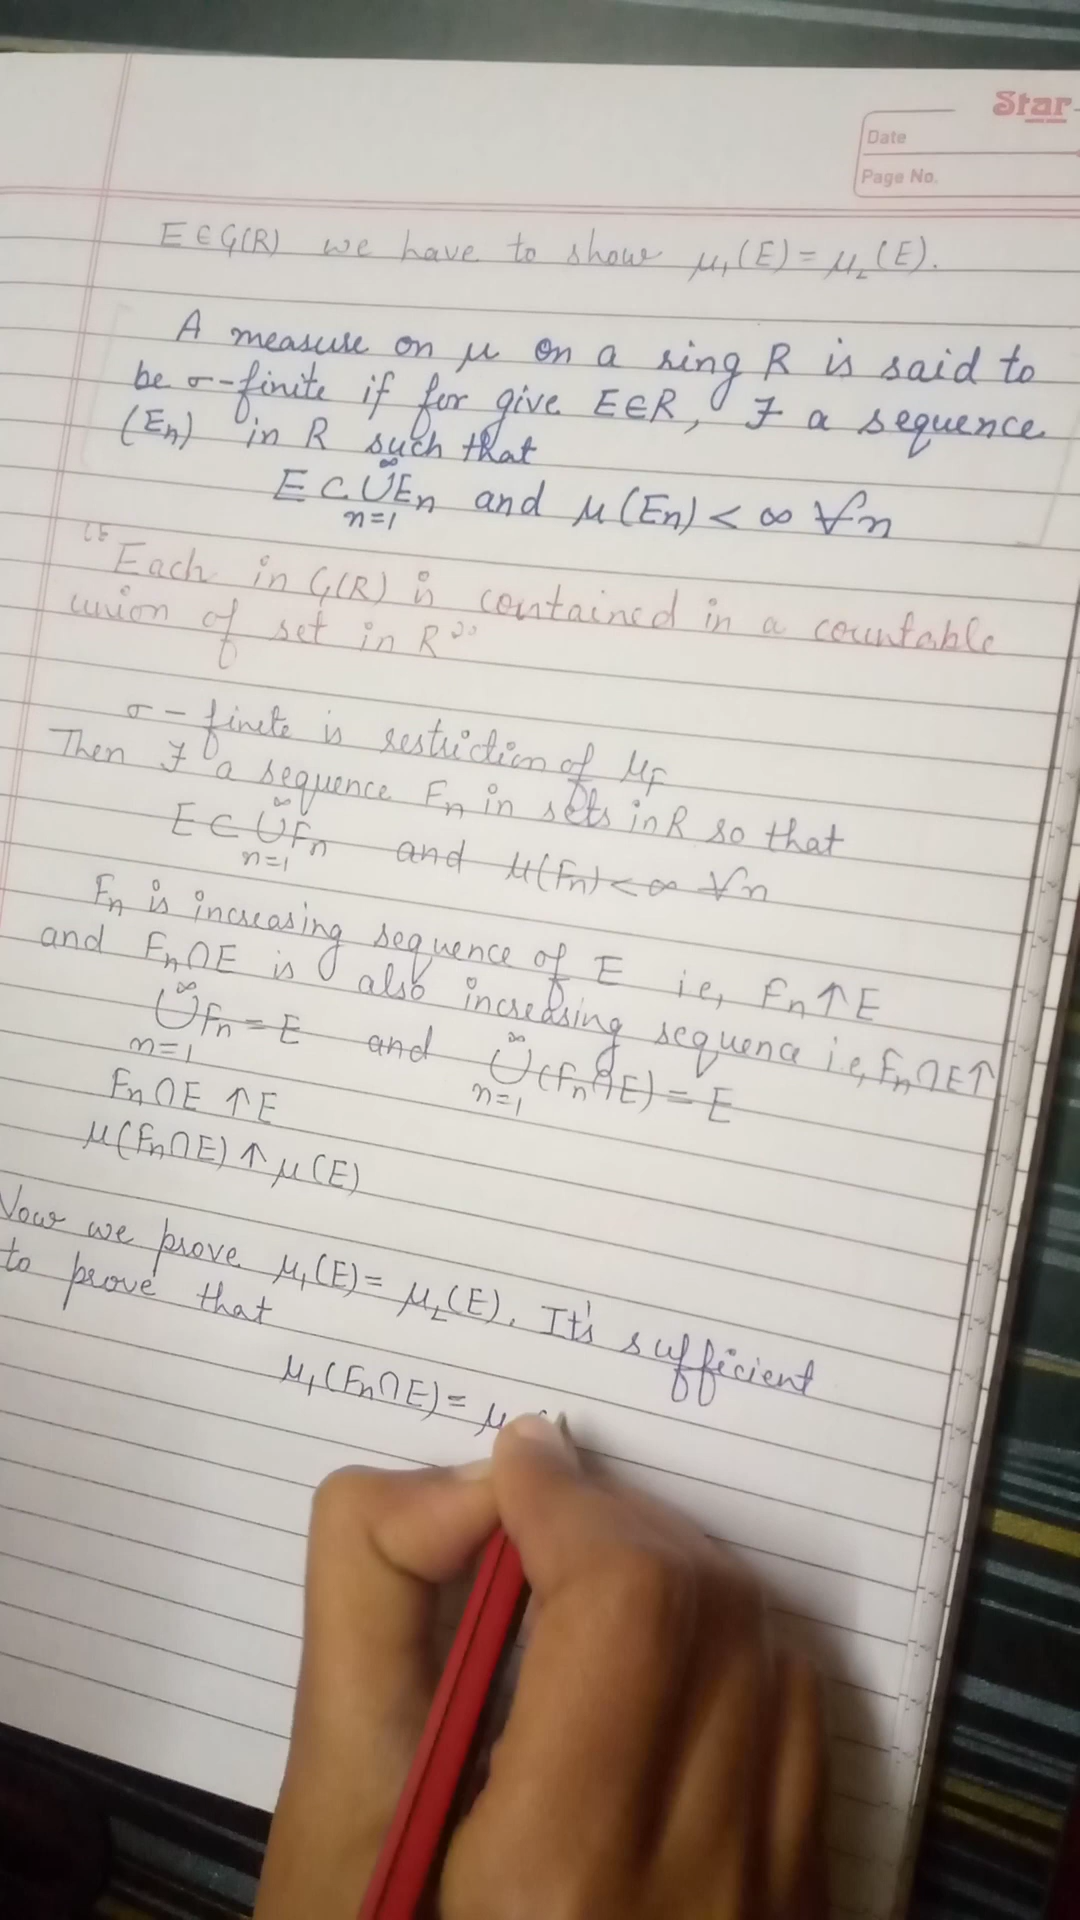 Star
Date
Page No.
E ∈ G(R) we have to show μ₁(E) = μ₂(E).
A measure on μ on a ring R is said to
be σ-finite if for give E∈R, ∃ a sequence
(En) in R such that
E ⊂ ∞∪n=1 En and μ(En) < ∞ ∀n
"Each in G(R) is contained in a countable
union of set in R"
σ-finite is restriction of μF
Then ∃ a sequence Fn in sets in R so that
E ⊂ ∞∪n=1 Fn and μ(Fn) < ∞ ∀n
Fn is increasing sequence of E ie, Fn↑E
and Fn∩E is also increasing sequence i.e, Fn∩E↑
∞∪n=1 Fn = E and ∞∪n=1 (Fn∩E) = E
Fn∩E ↑E
μ(Fn∩E) ↑ μ(E)
Now we prove μ₁(E) = μ₂(E). It's sufficient
to prove that
μ₁(Fn∩E) = μ